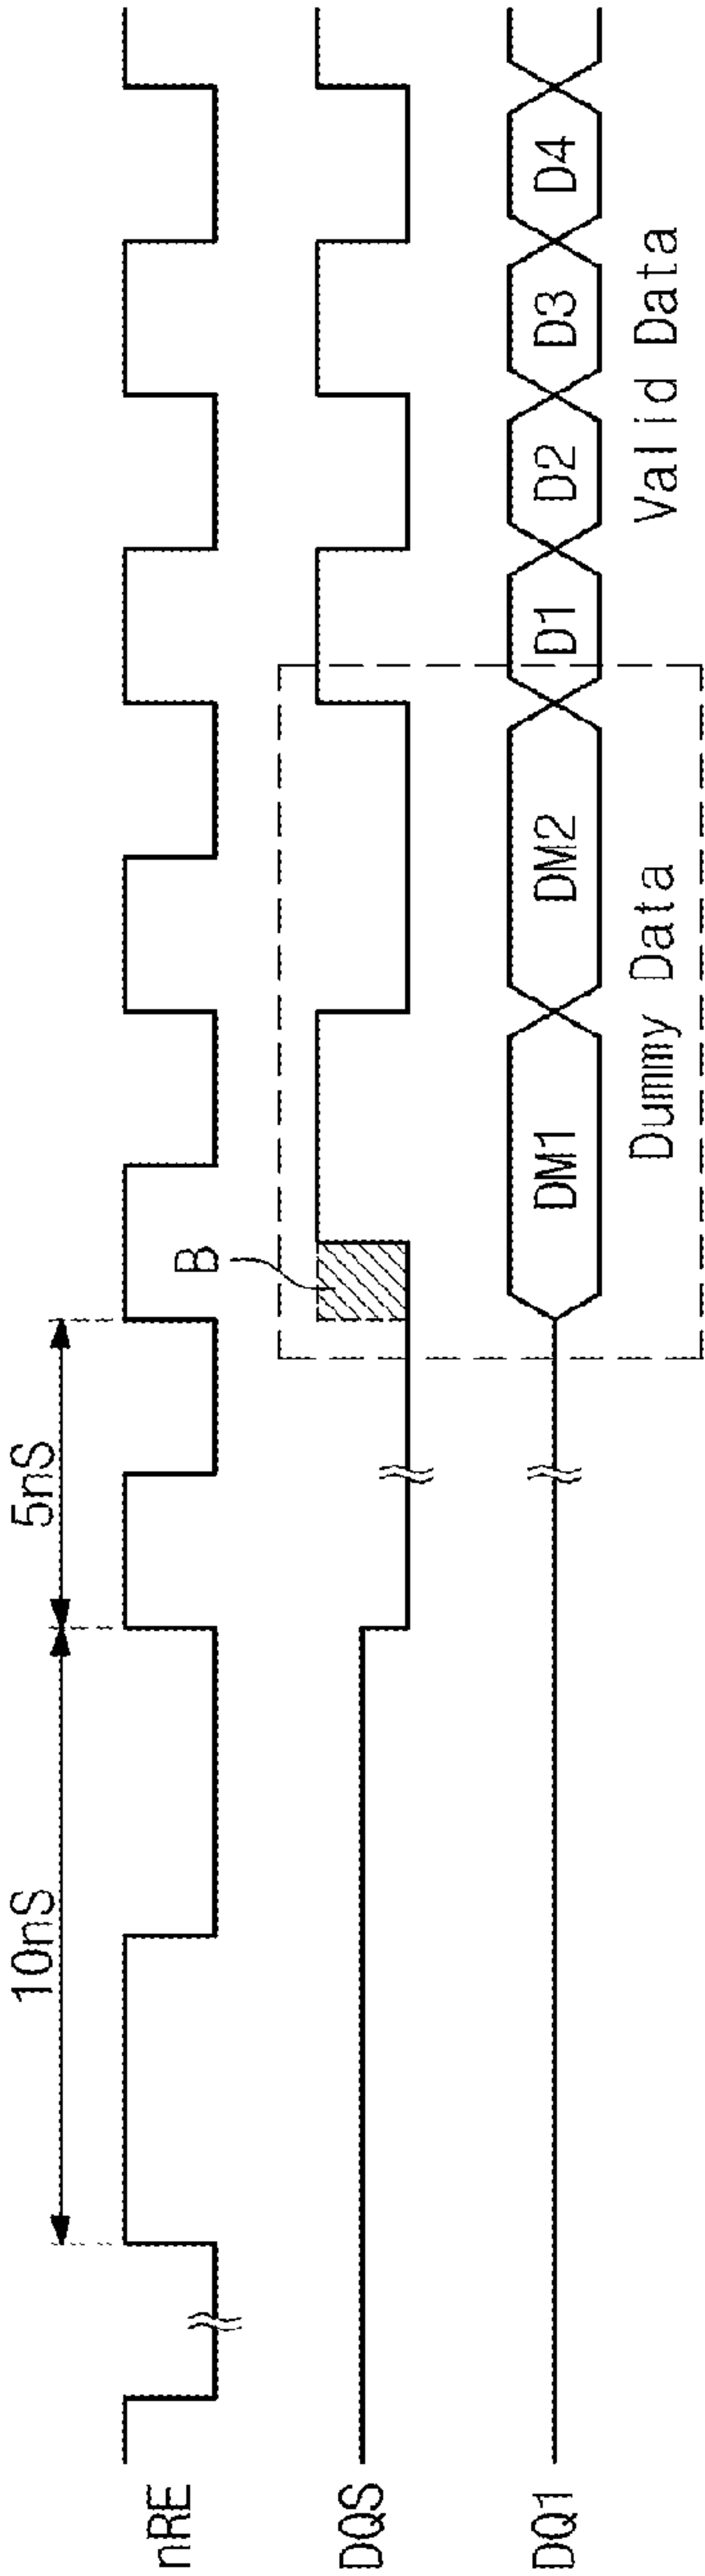 10nS
5nS
nRE
B
DQS
DQ1
DM1
DM2
D1
D2
D3
D4
Dummy Data
Valid Data